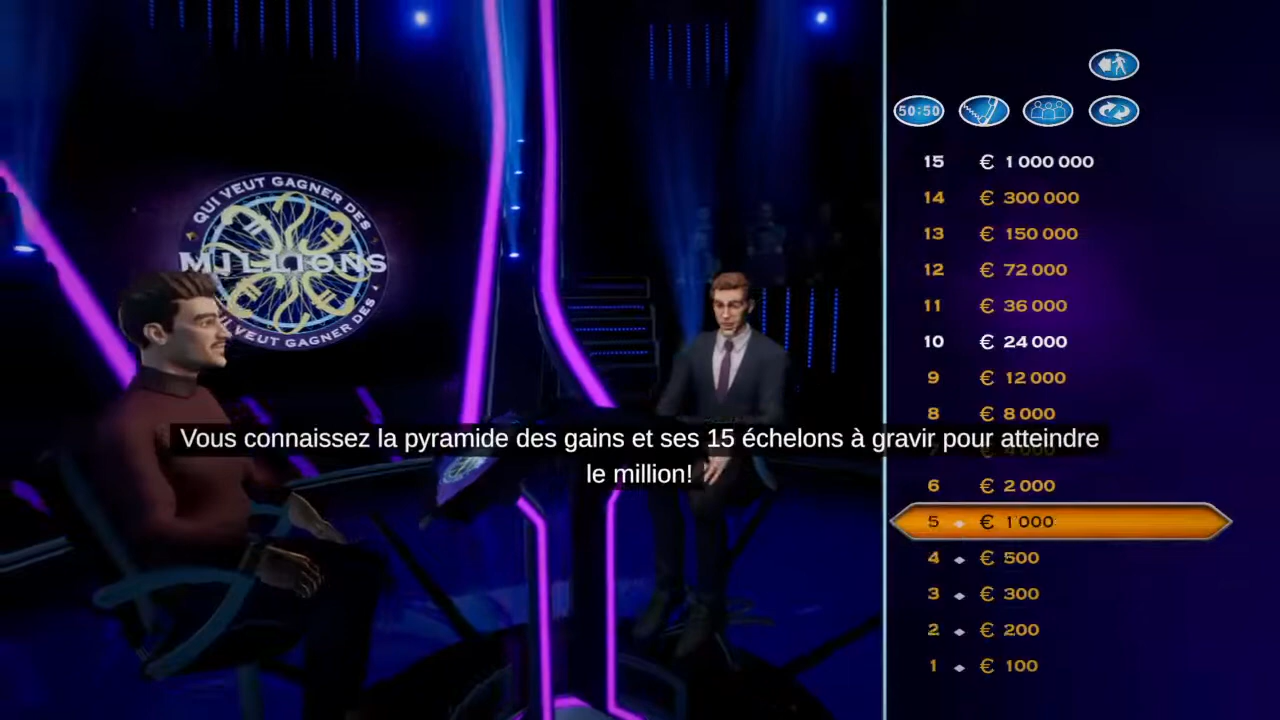 QUI VEUT GAGNER DES
MILLIONS
QUI VEUT GAGNER DES
50:50
15 € 1 000 000
14 € 300 000
13 € 150 000
12 € 72 000
11 € 36 000
10 € 24 000
9 € 12 000
8 € 8 000
Vous connaissez la pyramide des gains et ses 15 échelons à gravir pour atteindre
le million!
6 € 2 000
5 ◆ € 1 000
4 ◆ € 500
3 ◆ € 300
2 ◆ € 200
1 ◆ € 100